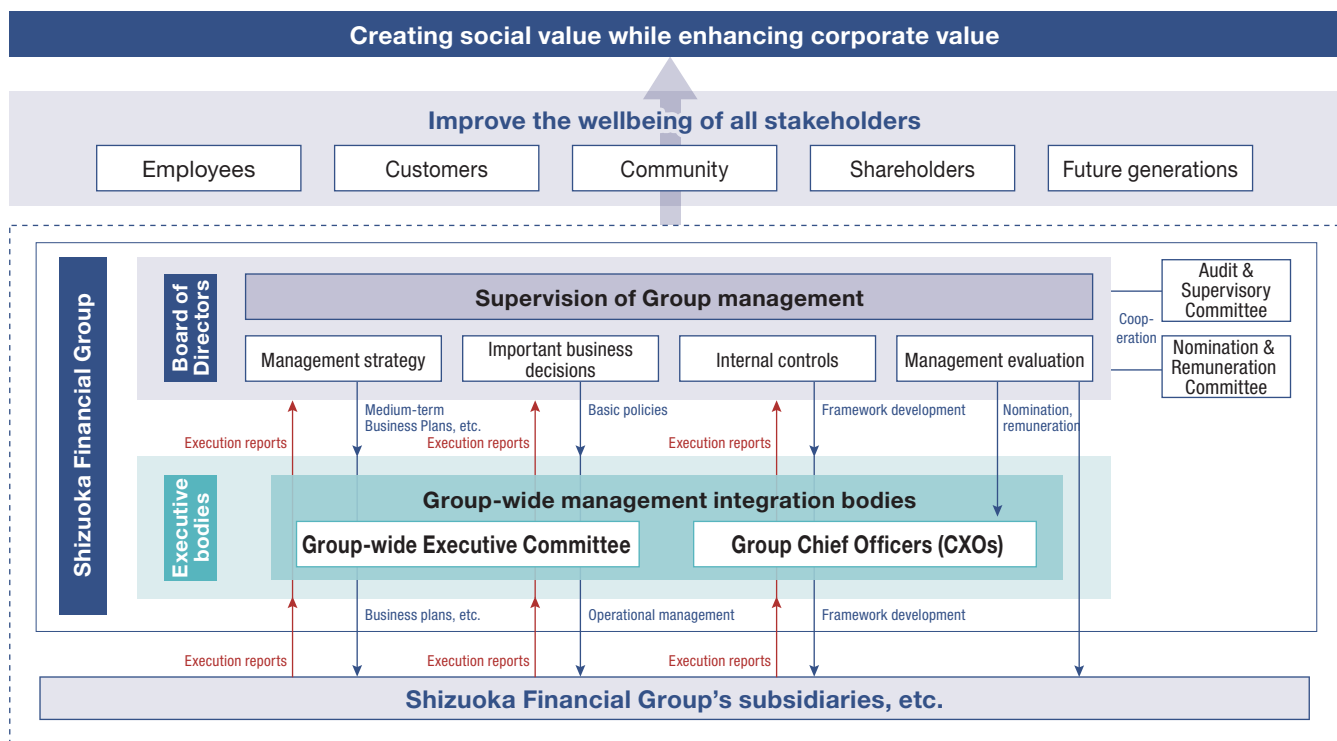 Creating social value while enhancing corporate value
Improve the wellbeing of all stakeholders
Employees
Customers
Community
Shareholders
Future generations
Shizuoka Financial Group
Board of
Directors
Supervision of Group management
Management strategy
Important business
decisions
Internal controls
Management evaluation
Coop-
eration
Audit &
Supervisory
Committee
Nomination &
Remuneration
Committee
Execution reports
Medium-term
Business Plans, etc.
Execution reports
Basic policies
Execution reports
Framework development
Nomination,
remuneration
Executive
bodies
Group-wide management integration bodies
Group-wide Executive Committee
Group Chief Officers (CXOs)
Execution reports
Business plans, etc.
Execution reports
Operational management
Execution reports
Framework development
Shizuoka Financial Group's subsidiaries, etc.